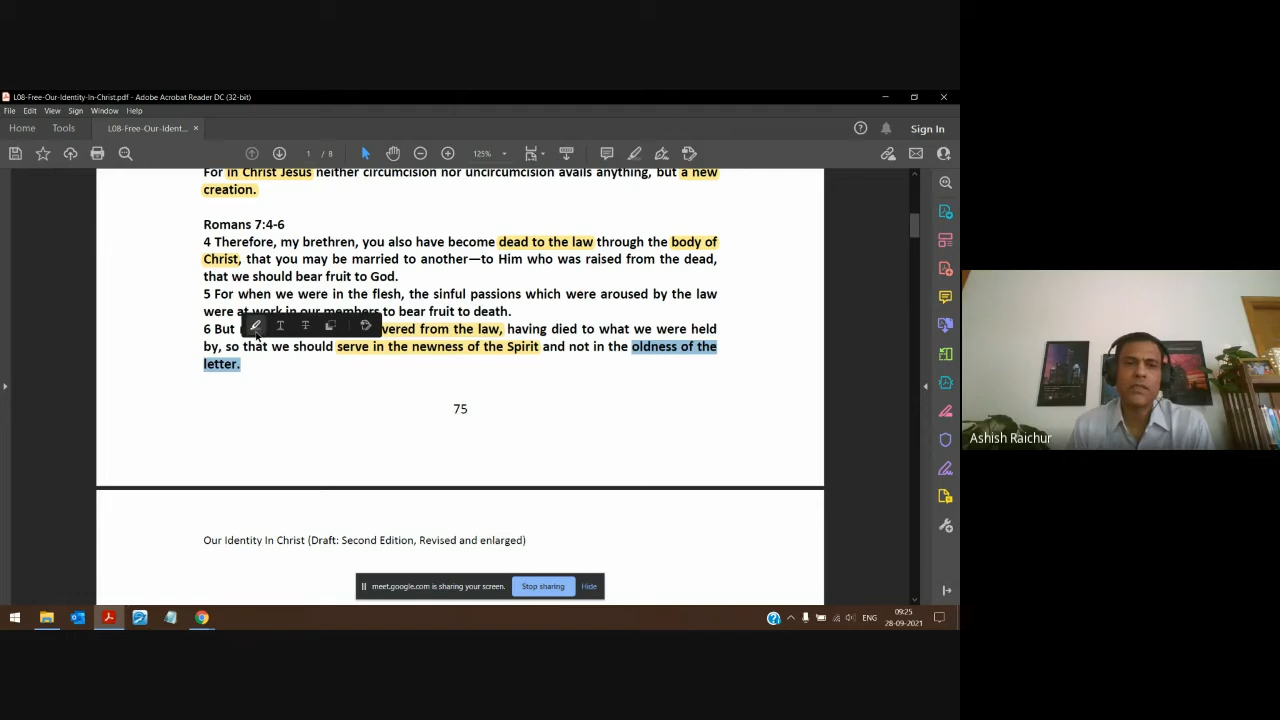 L08-Free-Our-Identity-In-Christ.pdf - Adobe Acrobat Reader DC (32-bit)
File Edit View Sign Window Help
Home Tools L08-Free-Our-Ident... × Sign In
1 / 8 125%
For in Christ Jesus neither circumcision nor uncircumcision avails anything, but a new
creation.
Romans 7:4-6
4 Therefore, my brethren, you also have become dead to the law through the body of
Christ, that you may be married to another—to Him who was raised from the dead,
that we should bear fruit to God.
5 For when we were in the flesh, the sinful passions which were aroused by the law
were at work in our members to bear fruit to death.
6 But vered from the law, having died to what we were held
by, so that we should serve in the newness of the Spirit and not in the oldness of the
letter.
75
Our Identity In Christ (Draft: Second Edition, Revised and enlarged)
meet.google.com is sharing your screen. Stop sharing Hide
Ashish Raichur
ENG
09:25
28-09-2021